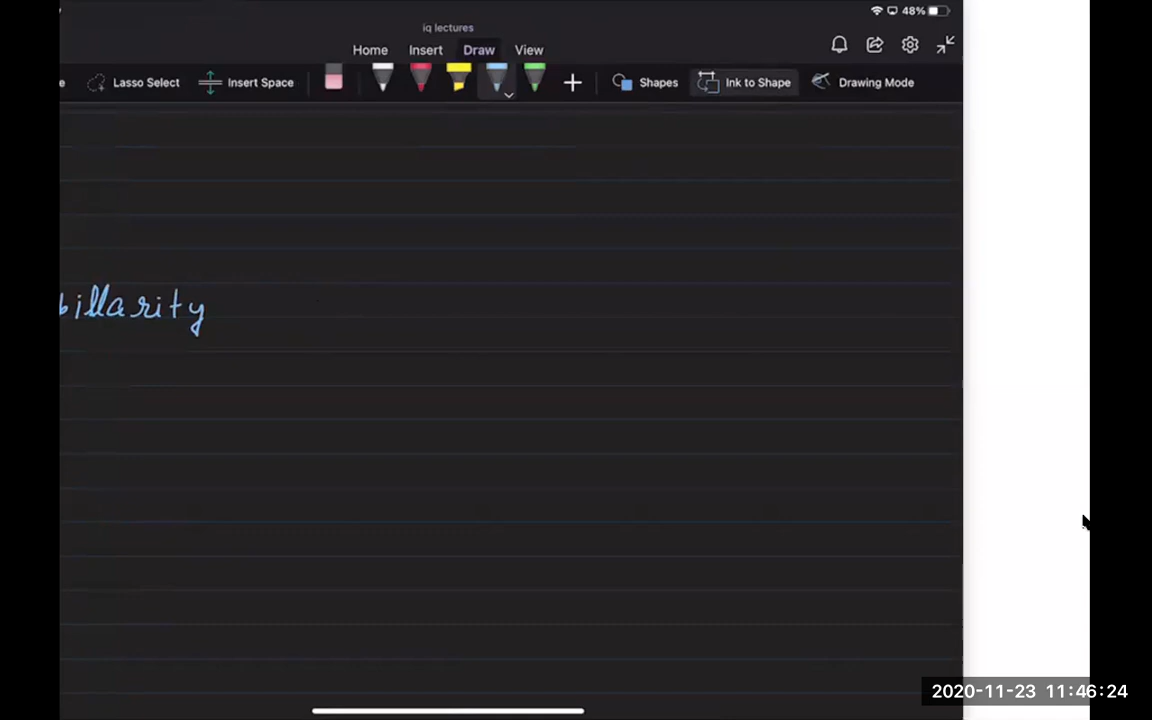 48%
iq lectures
Home Insert Draw View
e Lasso Select Insert Space Shapes Ink to Shape Drawing Mode
pillarity
2020-11-23 11:46:24